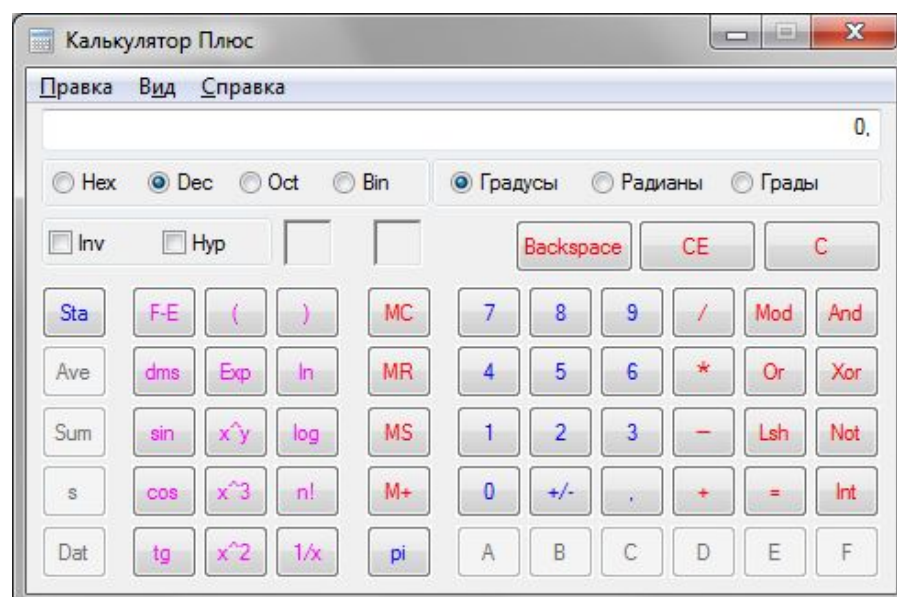 Калькулятор Плюс
Правка Вид Справка
0,
Hex Dec Oct Bin Градусы Радианы Грады
Inv Hyp Backspace CE C
Sta F-E ( ) MC 7 8 9 / Mod And
Ave dms Exp ln MR 4 5 6 * Or Xor
Sum sin x^y log MS 1 2 3 − Lsh Not
s cos x^3 n! M+ 0 +/- , + = Int
Dat tg x^2 1/x pi A B C D E F